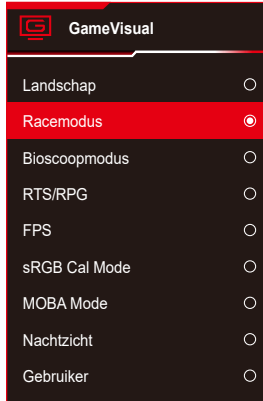 GameVisual
Landschap
Racemodus
Bioscoopmodus
RTS/RPG
FPS
sRGB Cal Mode
MOBA Mode
Nachtzicht
Gebruiker